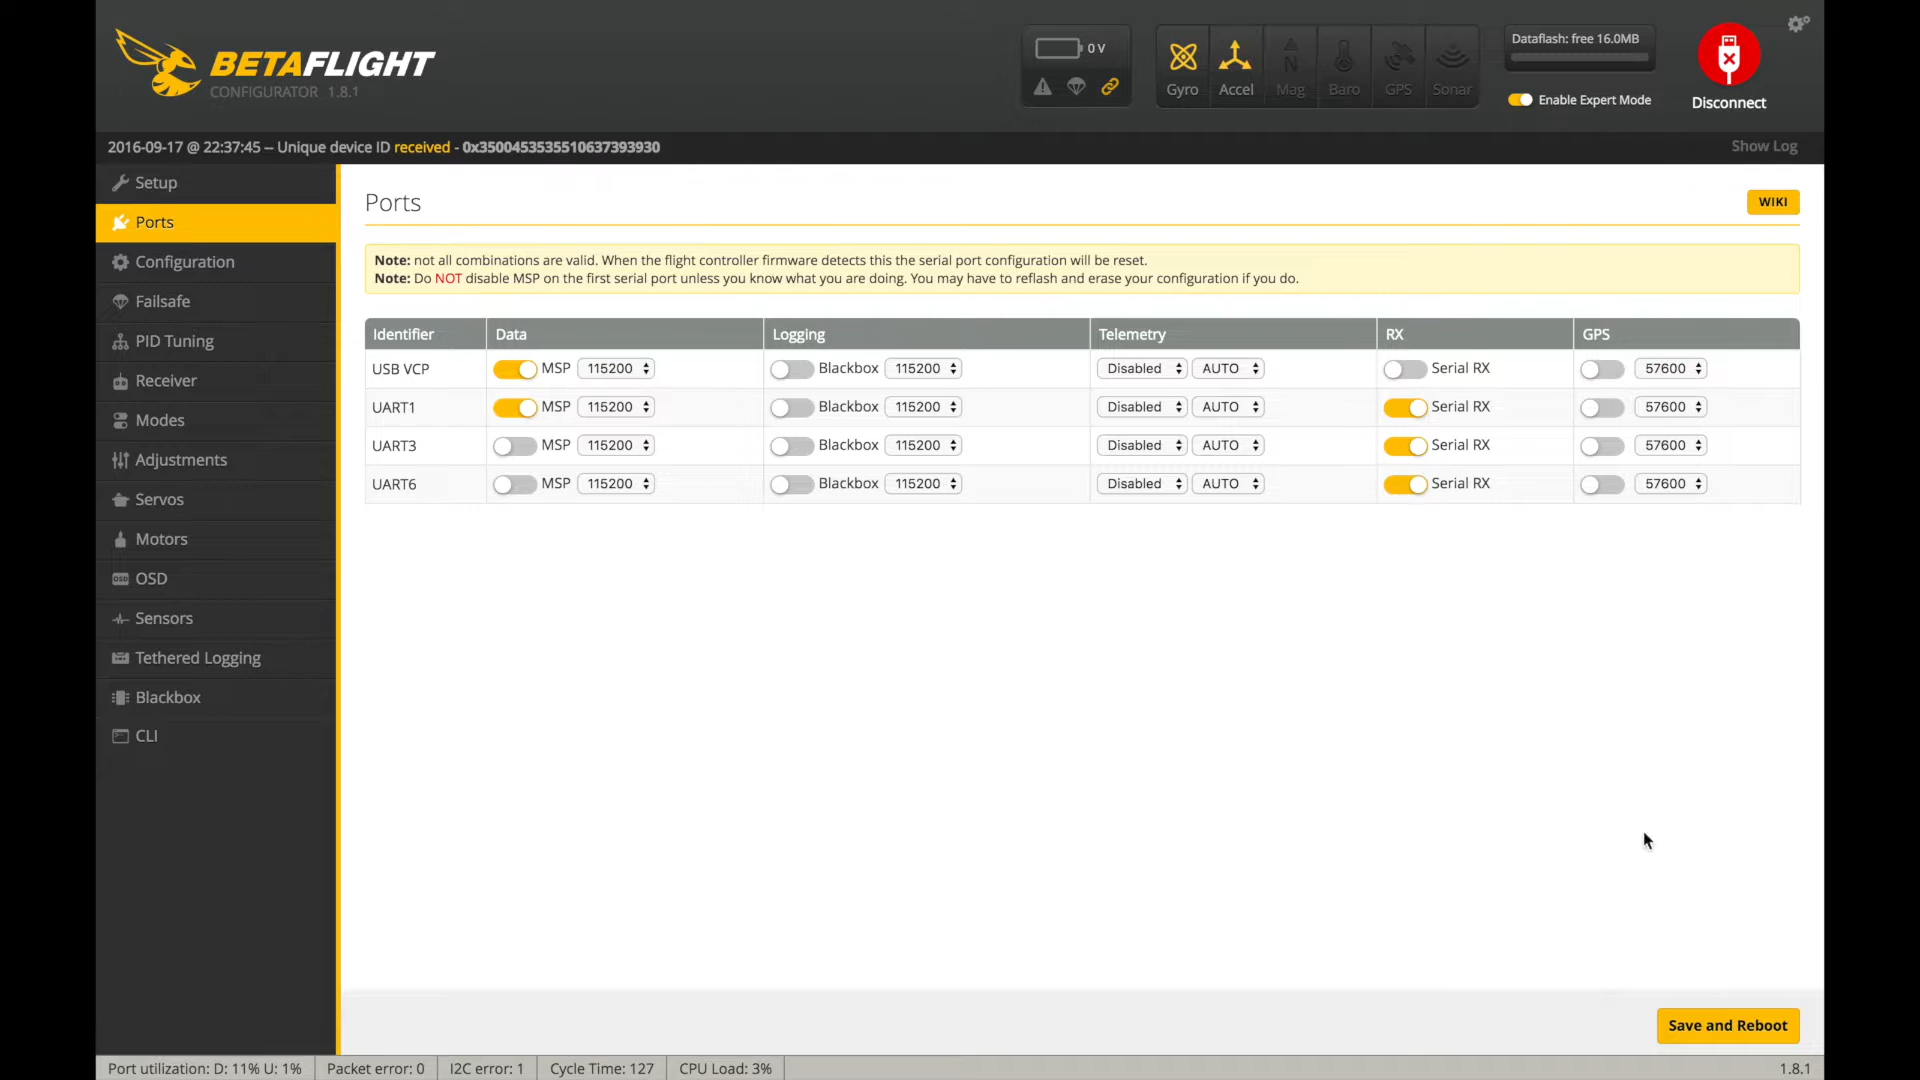 BETAFLIGHT
CONFIGURATOR 1.8.1
0 V
Gyro Accel Mag Baro GPS Sonar
Dataflash: free 16.0MB
Enable Expert Mode
Disconnect
2016-09-17 @ 22:37:45 -- Unique device ID received - 0x3500453535510637393930
Show Log
Setup
Ports
Configuration
Failsafe
PID Tuning
Receiver
Modes
Adjustments
Servos
Motors
OSD
Sensors
Tethered Logging
Blackbox
CLI
Ports
WIKI
Note: not all combinations are valid. When the flight controller firmware detects this the serial port configuration will be reset.
Note: Do NOT disable MSP on the first serial port unless you know what you are doing. You may have to reflash and erase your configuration if you do.
Identifier Data Logging Telemetry RX GPS
USB VCP MSP 115200 Blackbox 115200 Disabled AUTO Serial RX 57600
UART1 MSP 115200 Blackbox 115200 Disabled AUTO Serial RX 57600
UART3 MSP 115200 Blackbox 115200 Disabled AUTO Serial RX 57600
UART6 MSP 115200 Blackbox 115200 Disabled AUTO Serial RX 57600
Save and Reboot
Port utilization: D: 11% U: 1% Packet error: 0 I2C error: 1 Cycle Time: 127 CPU Load: 3% 1.8.1